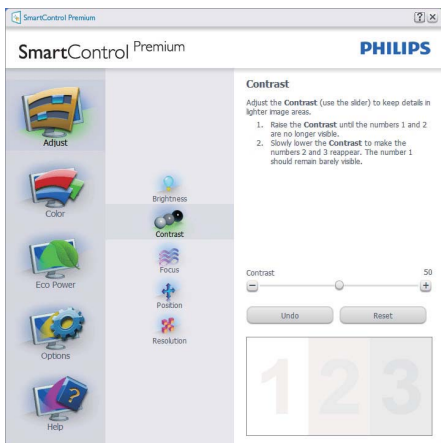 SmartControl Premium
SmartControl Premium
PHILIPS
Adjust
Color
Eco Power
Options
Help
Brightness
Contrast
Focus
Position
Resolution
Contrast
Adjust the Contrast (use the slider) to keep details in
lighter image areas.
1. Raise the Contrast until the numbers 1 and 2
are no longer visible.
2. Slowly lower the Contrast to make the
numbers 2 and 3 reappear. The number 1
should remain barely visible.
Contrast 50
Undo Reset
1 2 3